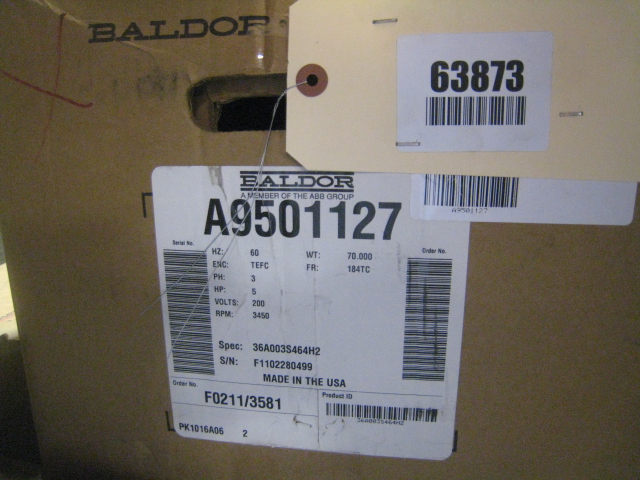 BALDOR
63873
A9501127
BALDOR
A MEMBER OF THE ABB GROUP
A9501127
Serial No.
Order No.
HZ: 60 WT: 70.000
ENC: TEFC FR: 184TC
PH: 3
HP: 5
VOLTS: 200
RPM: 3450
Spec: 36A003S464H2
S/N: F1102280499
MADE IN THE USA
Order No.
F0211/3581
Product ID
36A003S464H2
PK1016A06 2